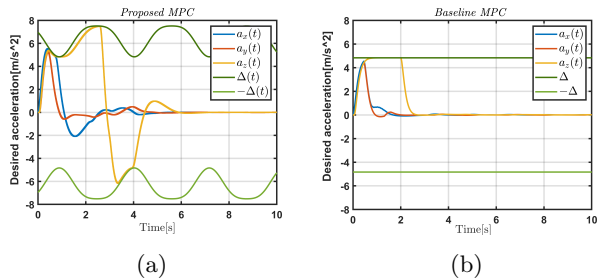 Proposed MPC
Desired acceleration[m/s^2]
8
6
4
2
0
-2
-4
-6
-8
0 2 4 6 8 10
Time[s]
a_x(t)
a_y(t)
a_z(t)
Δ(t)
−Δ(t)
(a)
Baseline MPC
Desired acceleration[m/s^2]
8
6
4
2
0
-2
-4
-6
-8
0 2 4 6 8 10
Time[s]
a_x(t)
a_y(t)
a_z(t)
Δ
−Δ
(b)